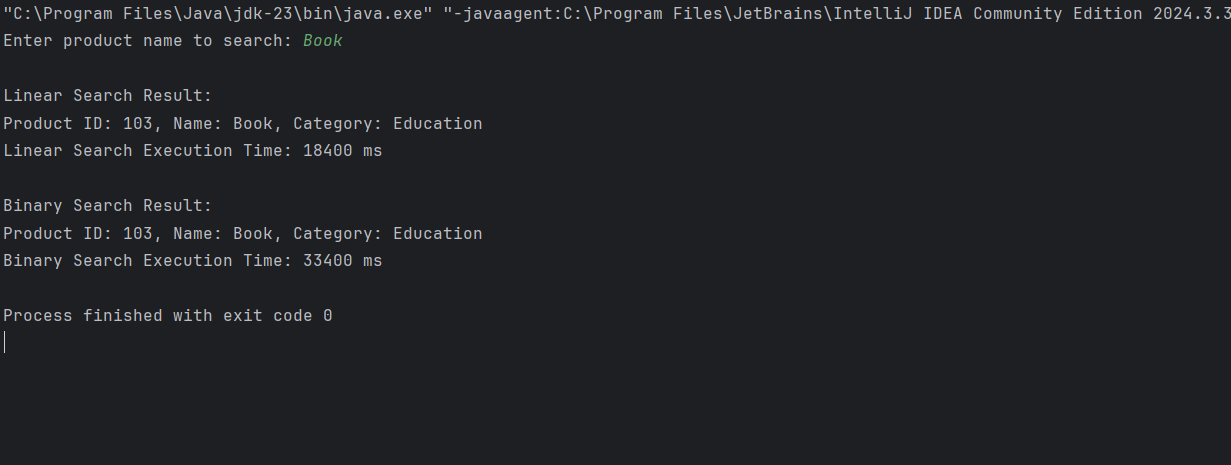 "C:\Program Files\Java\jdk-23\bin\java.exe" "-javaagent:C:\Program Files\JetBrains\IntelliJ IDEA Community Edition 2024.3.3
Enter product name to search: Book
Linear Search Result:
Product ID: 103, Name: Book, Category: Education
Linear Search Execution Time: 18400 ms
Binary Search Result:
Product ID: 103, Name: Book, Category: Education
Binary Search Execution Time: 33400 ms
Process finished with exit code 0